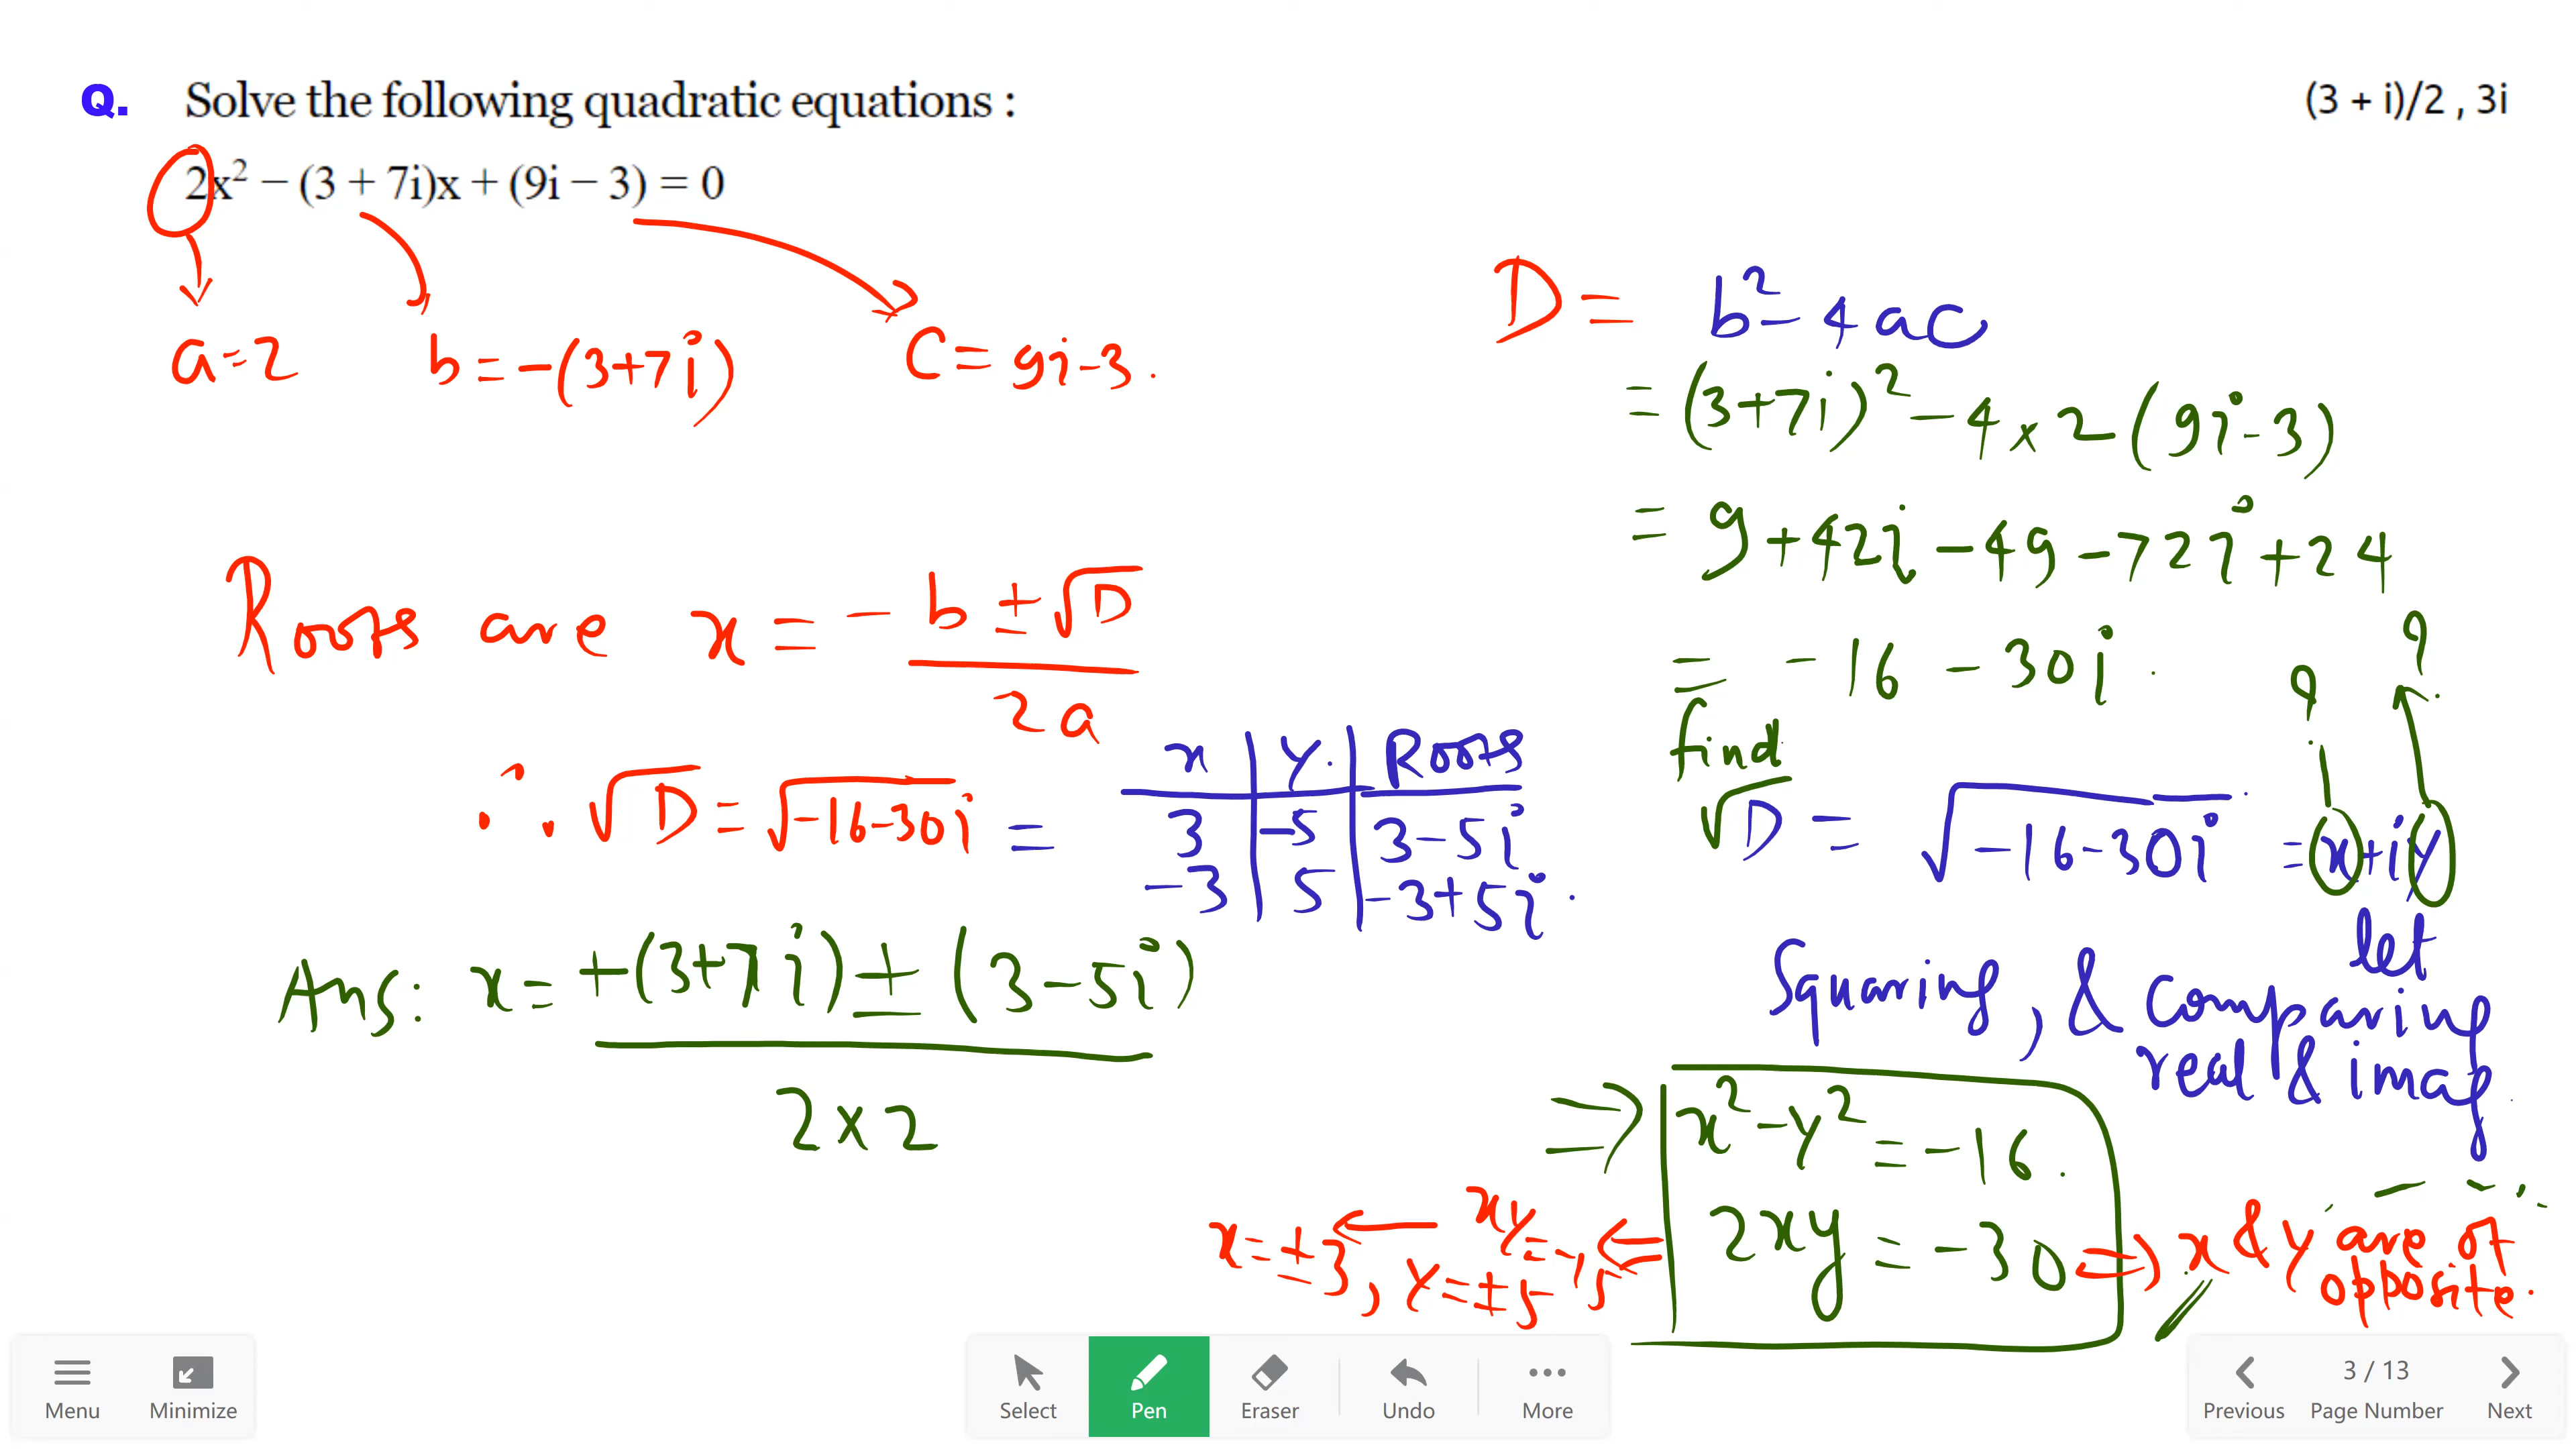 Q. Solve the following quadratic equations :
(3 + i)/2 , 3i
2x² − (3 + 7i)x + (9i − 3) = 0
a=2 b=-(3+7i) C=9i-3.
D= b²-4ac
=(3+7i)²-4×2(9i-3)
=9+42i-49-72i+24
=-16-30i.
find
√D = √-16-30i =x+iy
let
Squaring, & comparing
real & imag
⇒ x²-y²=-16.
2xy=-30 ⇒ x & y are of
opposite.
⇐ xy=-15
← x=±3, y=±5
Roots are x = -b±√D
2a
∴ √D=√-16-30i =
x | y. | Roots
3 | -5 | 3-5i
-3 | 5 | -3+5i.
Ans: x= +(3+7i)±(3-5i)
2×2
Menu Minimize Select Pen Eraser Undo More Previous 3 / 13 Page Number Next